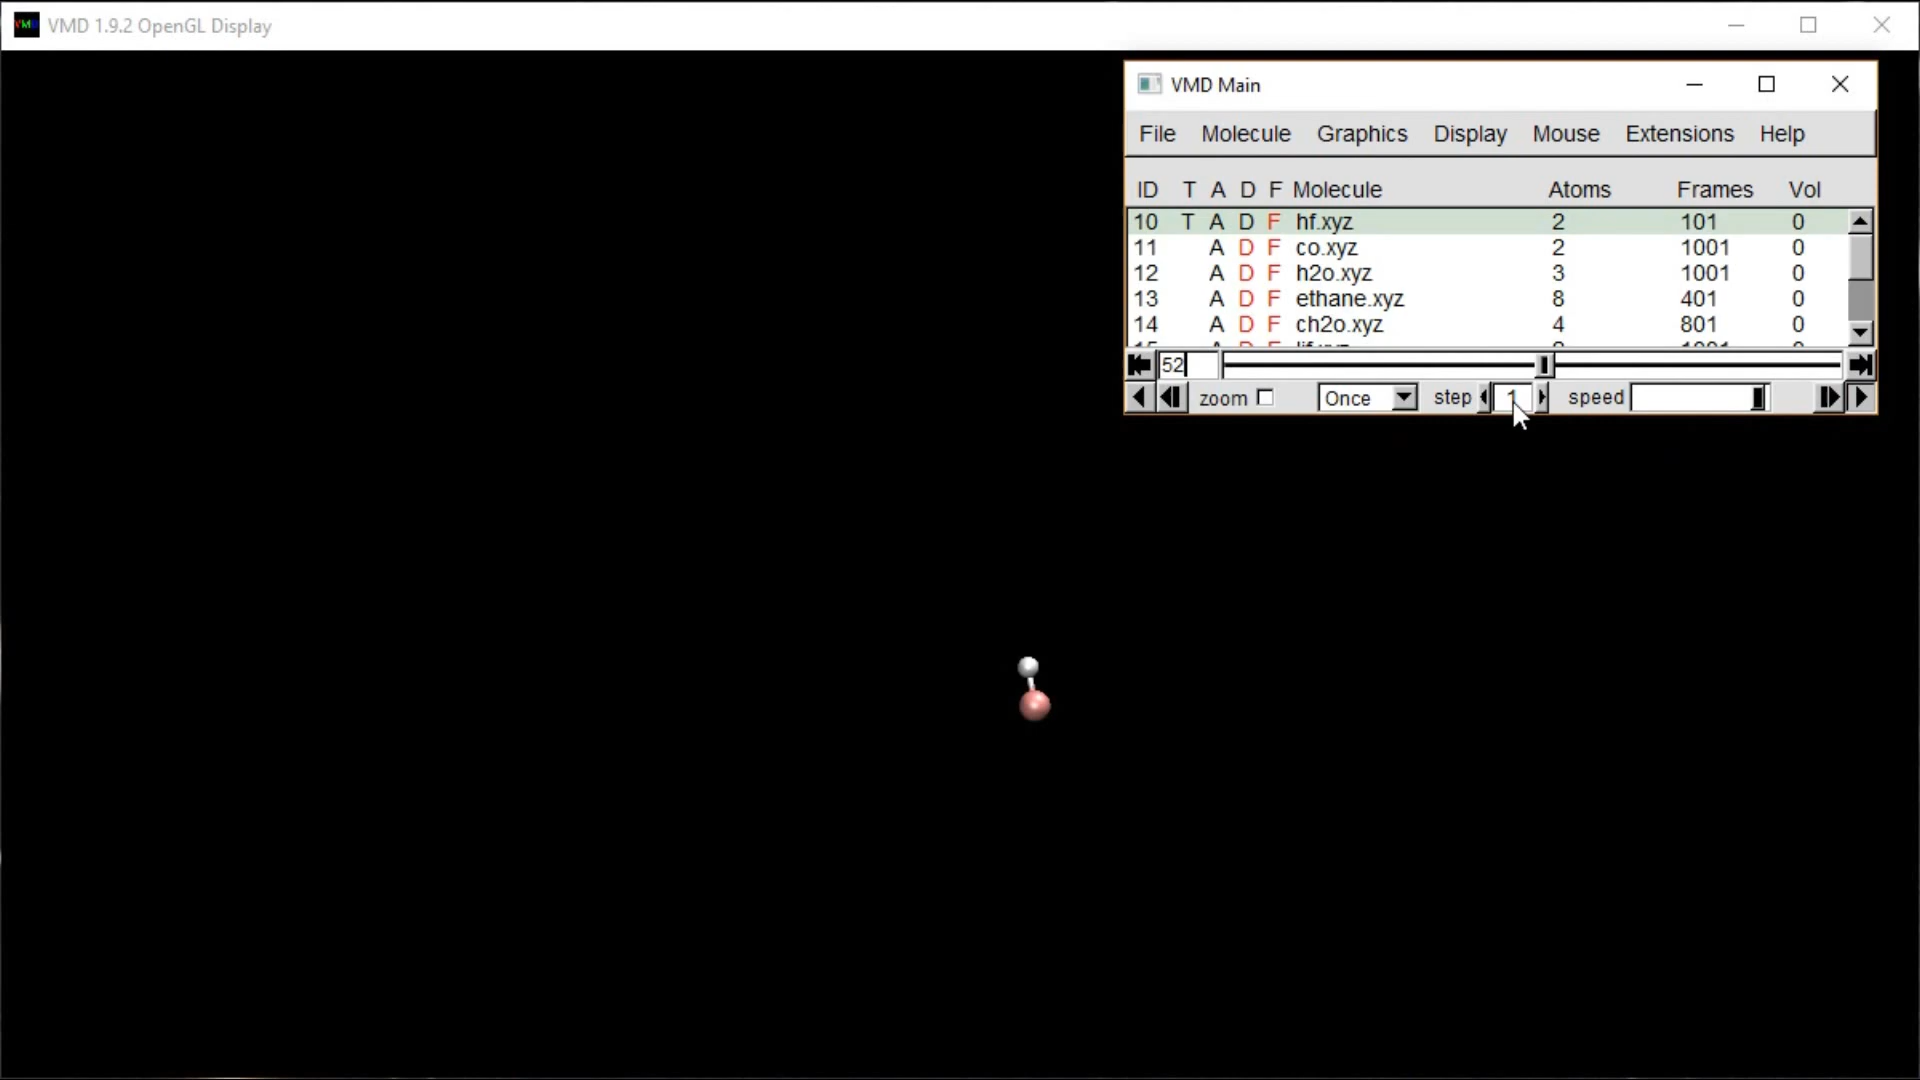 VMD 1.9.2 OpenGL Display
VMD Main
File Molecule Graphics Display Mouse Extensions Help
ID T A D F Molecule Atoms Frames Vol
10 T A D F hf.xyz 2 101 0
11 A D F co.xyz 2 1001 0
12 A D F h2o.xyz 3 1001 0
13 A D F ethane.xyz 8 401 0
14 A D F ch2o.xyz 4 801 0
52
zoom Once step 1 speed